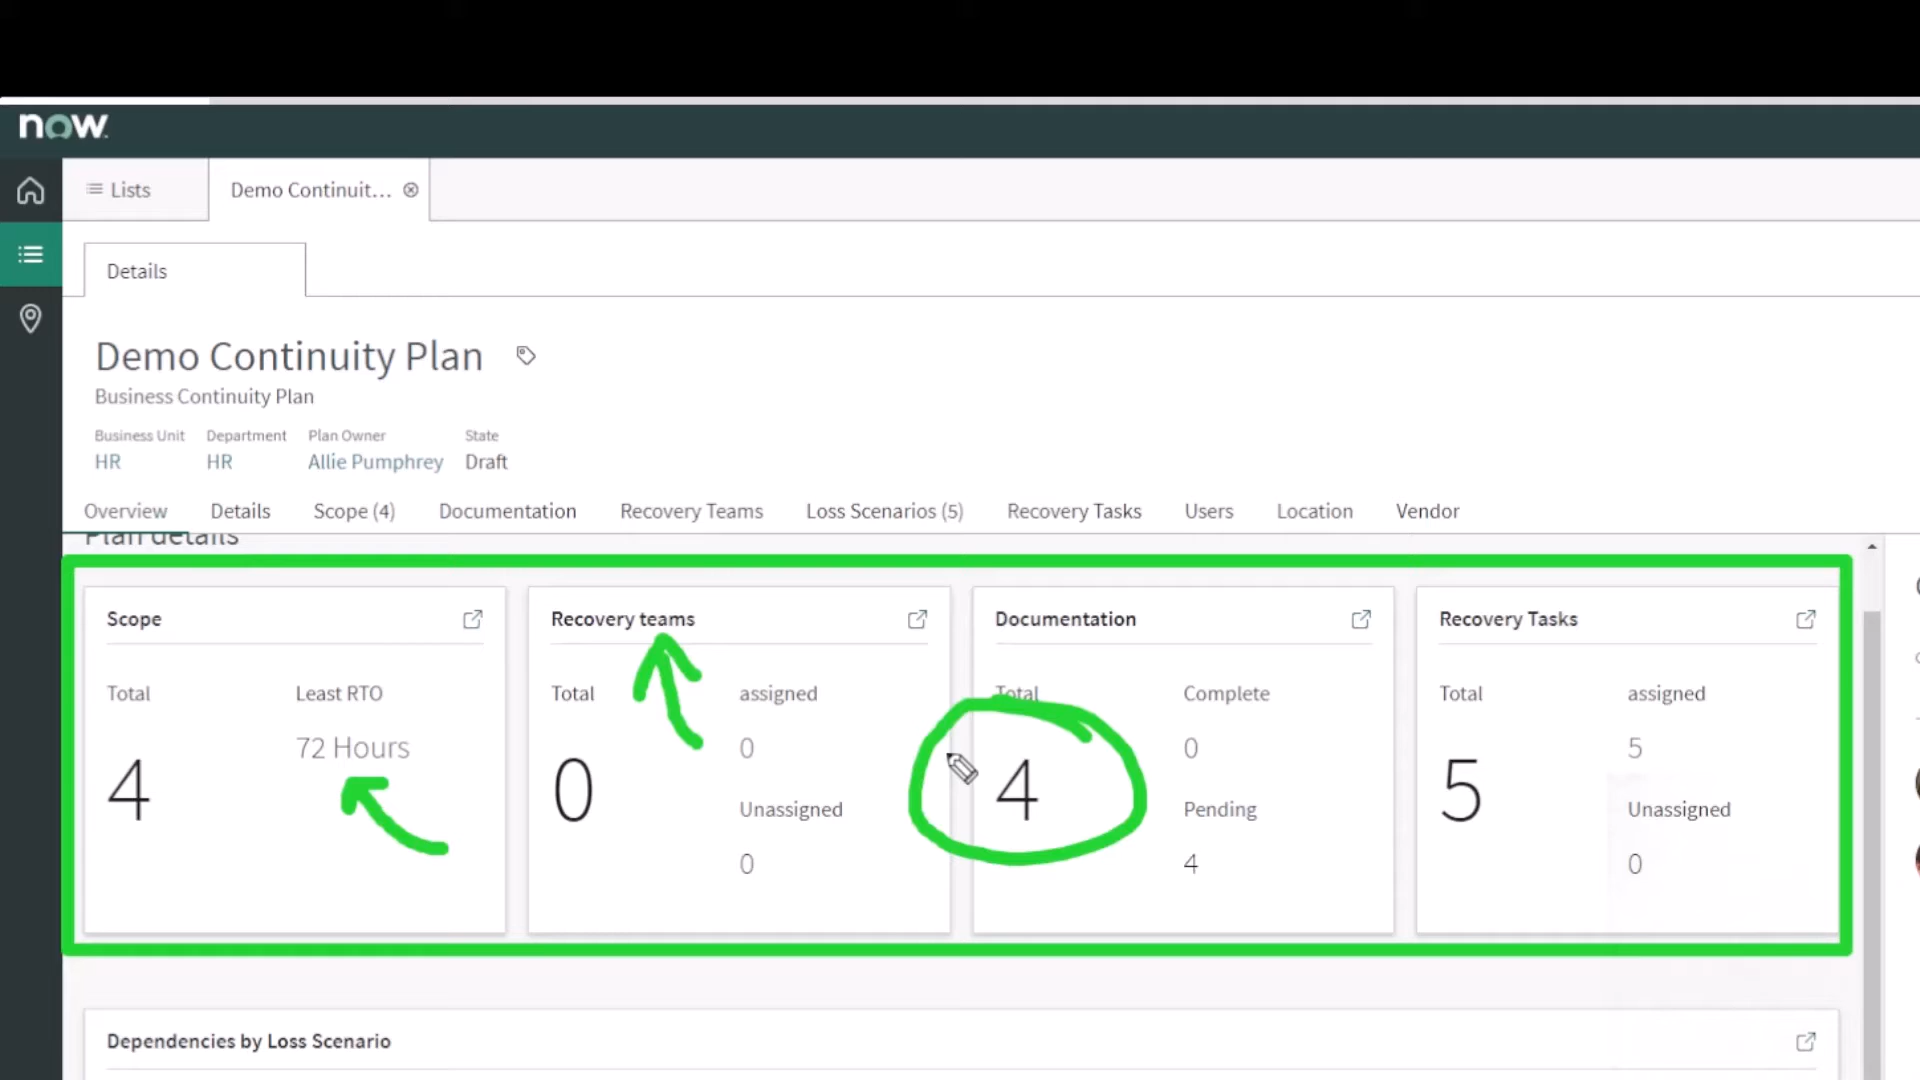 now.
Lists
Demo Continuit...
Details
Demo Continuity Plan
Business Continuity Plan
Business Unit Department Plan Owner State
HR HR Allie Pumphrey Draft
Overview Details Scope (4) Documentation Recovery Teams Loss Scenarios (5) Recovery Tasks Users Location Vendor
Plan details
Scope
Total Least RTO
72 Hours
4
Recovery teams
Total assigned
0
0
Unassigned
0
Documentation
Total Complete
0
4
Pending
4
Recovery Tasks
Total assigned
5
5
Unassigned
0
Dependencies by Loss Scenario